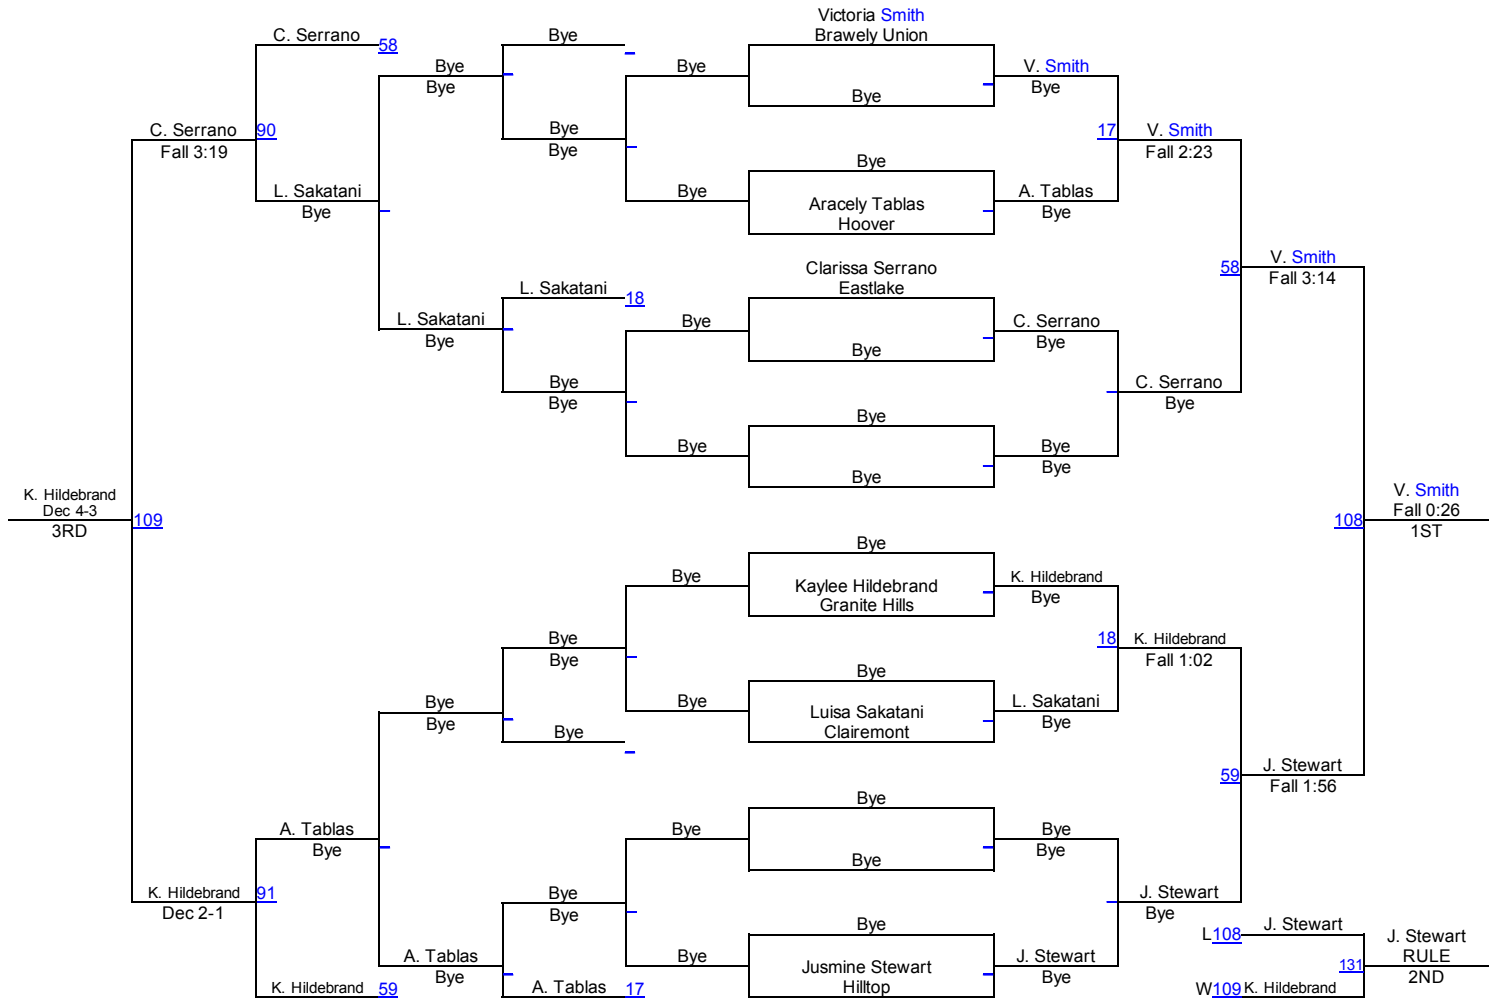 Victoria Smith
Brawely Union
C. Serrano
58
Bye
Bye
Bye
Bye
V. Smith
Bye
Bye
C. Serrano
90
Fall 3:19
Bye
Bye
Bye
17
V. Smith
Fall 2:23
L. Sakatani
Bye
Bye
Bye
Aracely Tablas
Hoover
A. Tablas
Bye
Clarissa Serrano
Eastlake
58
V. Smith
Fall 3:14
L. Sakatani
18
L. Sakatani
Bye
Bye
Bye
C. Serrano
Bye
Bye
Bye
C. Serrano
Bye
Bye
Bye
Bye
Bye
Bye
K. Hildebrand
Dec 4-3
3RD
109
108
V. Smith
Fall 0:26
1ST
Bye
Bye
Kaylee Hildebrand
Granite Hills
K. Hildebrand
Bye
Bye
Bye
18
K. Hildebrand
Fall 1:02
Bye
Bye
Bye
Bye
Bye
Luisa Sakatani
Clairemont
L. Sakatani
Bye
Bye
59
J. Stewart
Fall 1:56
Bye
A. Tablas
Bye
Bye
Bye
Bye
Bye
K. Hildebrand
91
Dec 2-1
Bye
Bye
J. Stewart
Bye
Bye
A. Tablas
Bye
Bye
Jusmine Stewart
Hilltop
J. Stewart
Bye
L108
J. Stewart
131
J. Stewart
RULE
2ND
K. Hildebrand
59
A. Tablas
17
W109
K. Hildebrand